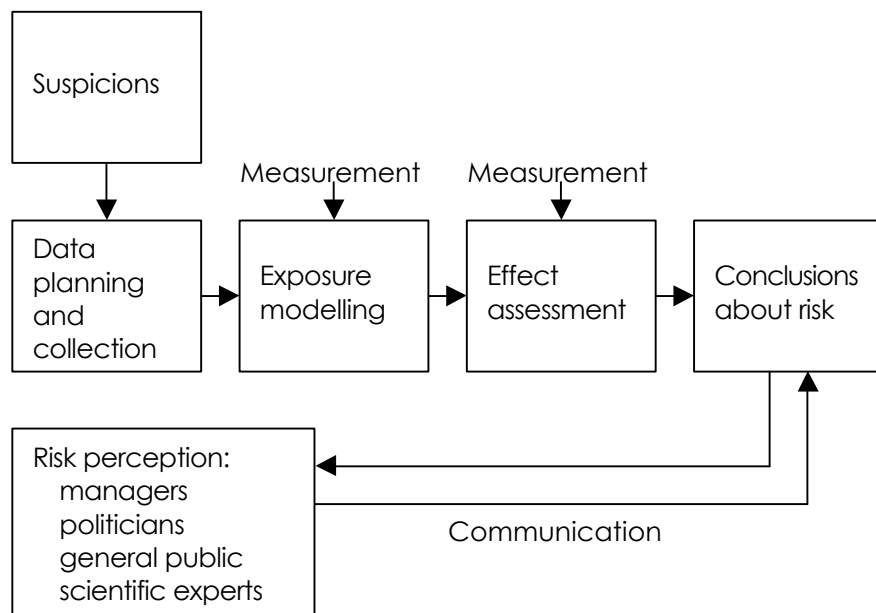 Suspicions
Measurement
Measurement
Data
planning
and
collection
Exposure
modelling
Effect
assessment
Conclusions
about risk
Risk perception:
managers
politicians
general public
scientific experts
Communication